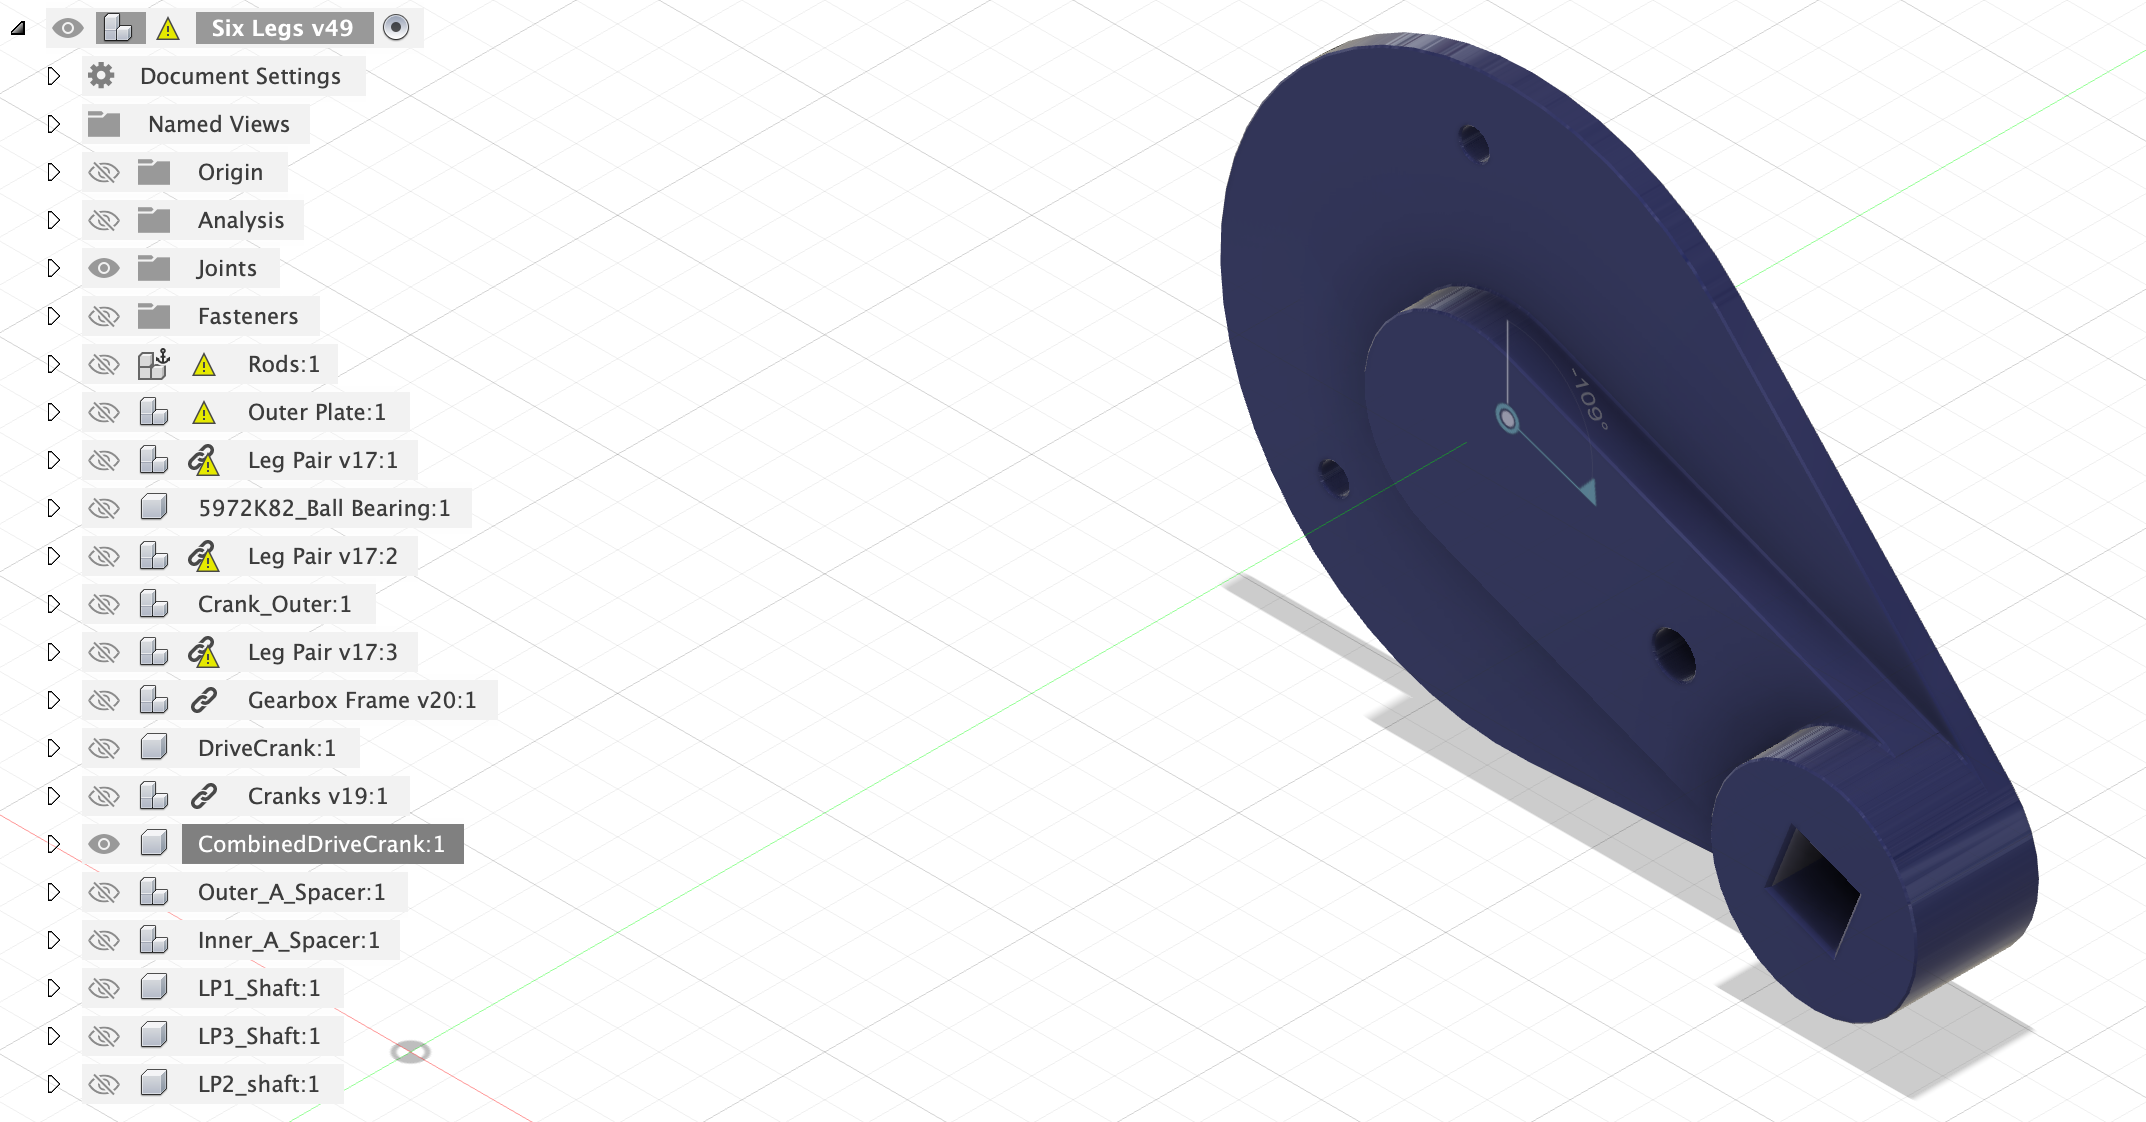 Six Legs v49
Document Settings
Named Views
Origin
Analysis
Joints
Fasteners
Rods:1
Outer Plate:1
Leg Pair v17:1
5972K82_Ball Bearing:1
Leg Pair v17:2
Crank_Outer:1
Leg Pair v17:3
Gearbox Frame v20:1
DriveCrank:1
Cranks v19:1
CombinedDriveCrank:1
Outer_A_Spacer:1
Inner_A_Spacer:1
LP1_Shaft:1
LP3_Shaft:1
LP2_shaft:1
-109°